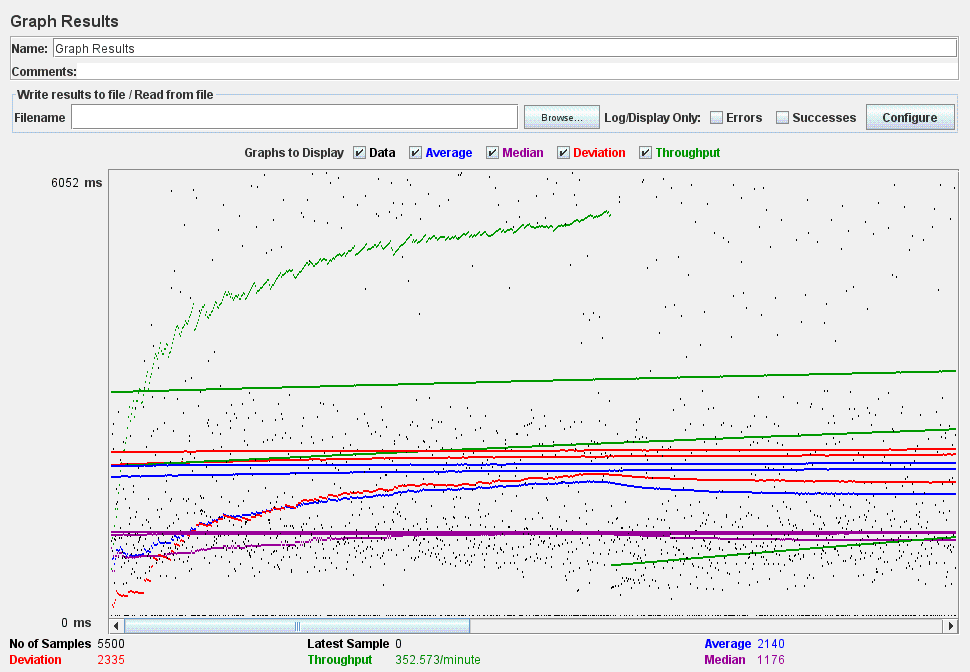 Graph Results
Name: Graph Results
Comments:
Write results to file / Read from file
Filename Browse... Log/Display Only: Errors Successes Configure
Graphs to Display Data Average Median Deviation Throughput
6052 ms
0 ms
No of Samples 5500 Latest Sample 0 Average 2140
Deviation 2335 Throughput 352.573/minute Median 1176